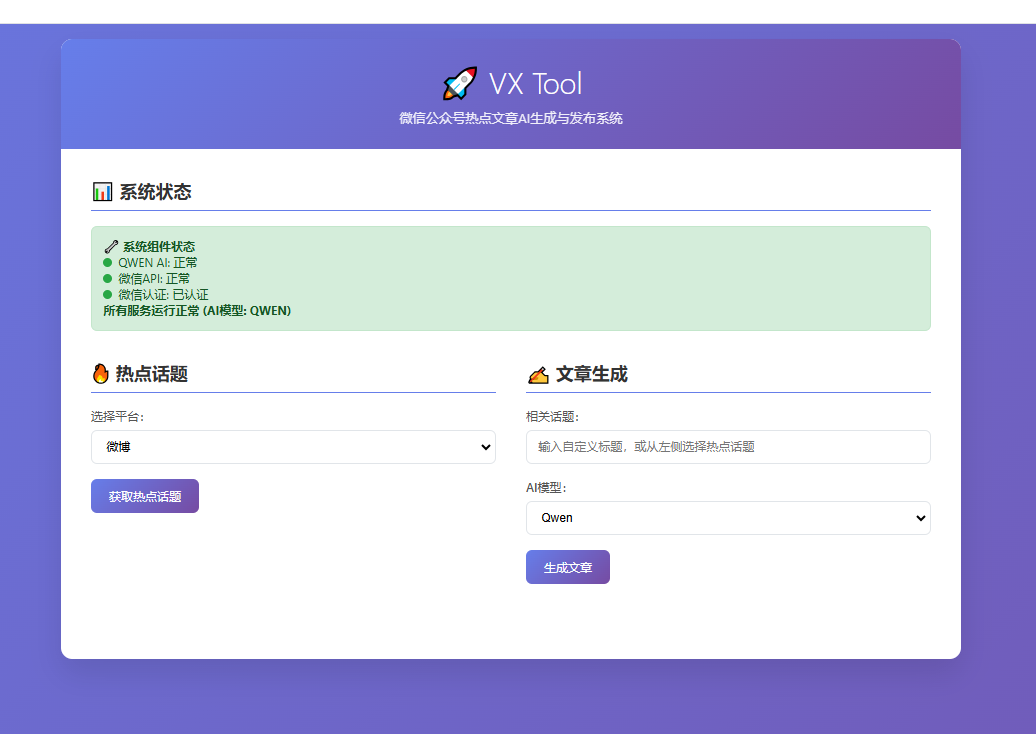 VX Tool
微信公众号热点文章AI生成与发布系统
系统状态
系统组件状态
QWEN AI: 正常
微信API: 正常
微信认证: 已认证
所有服务运行正常 (AI模型: QWEN)
热点话题
选择平台:
微博
获取热点话题
文章生成
相关话题:
输入自定义标题，或从左侧选择热点话题
AI模型:
Qwen
生成文章